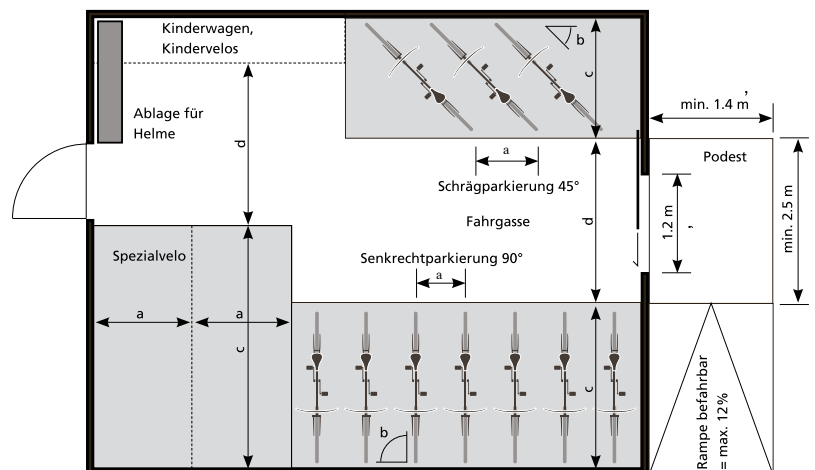 Kinderwagen,
Kindervelos
b
c
min. 1.4 m
,
Ablage für
Helme
d
a
Podest
Schrägparkierung 45°
Fahrgasse
d
1.2 m
,
min. 2.5 m
Spezialvelo
Senkrechtparkierung 90°
a
a
a
c
c
b
Rampe befahrbar
= max. 12%